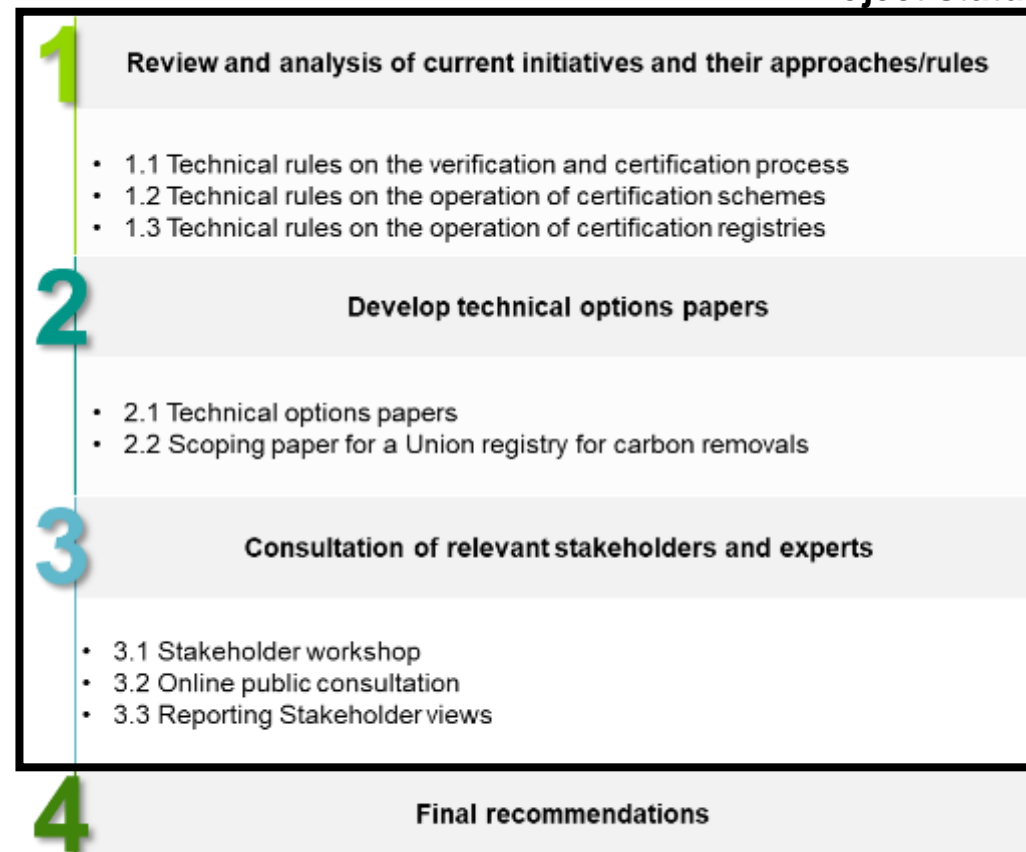 1
Review and analysis of current initiatives and their approaches/rules
• 1.1 Technical rules on the verification and certification process
• 1.2 Technical rules on the operation of certification schemes
• 1.3 Technical rules on the operation of certification registries
2
Develop technical options papers
• 2.1 Technical options papers
• 2.2 Scoping paper for a Union registry for carbon removals
3
Consultation of relevant stakeholders and experts
• 3.1 Stakeholder workshop
• 3.2 Online public consultation
• 3.3 Reporting Stakeholder views
4
Final recommendations